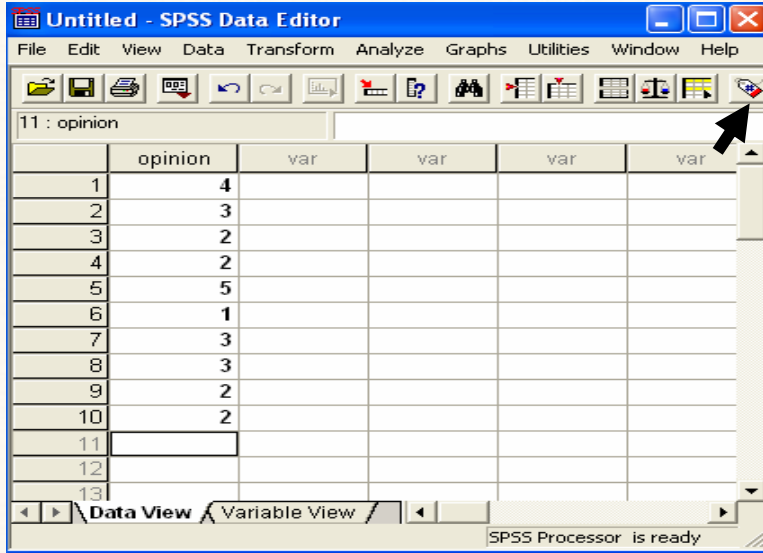 Untitled - SPSS Data Editor
File Edit View Data Transform Analyze Graphs Utilities Window Help
11 : opinion
opinion var var var var
1 4
2 3
3 2
4 2
5 5
6 1
7 3
8 3
9 2
10 2
11
12
13
Data View Variable View
SPSS Processor is ready